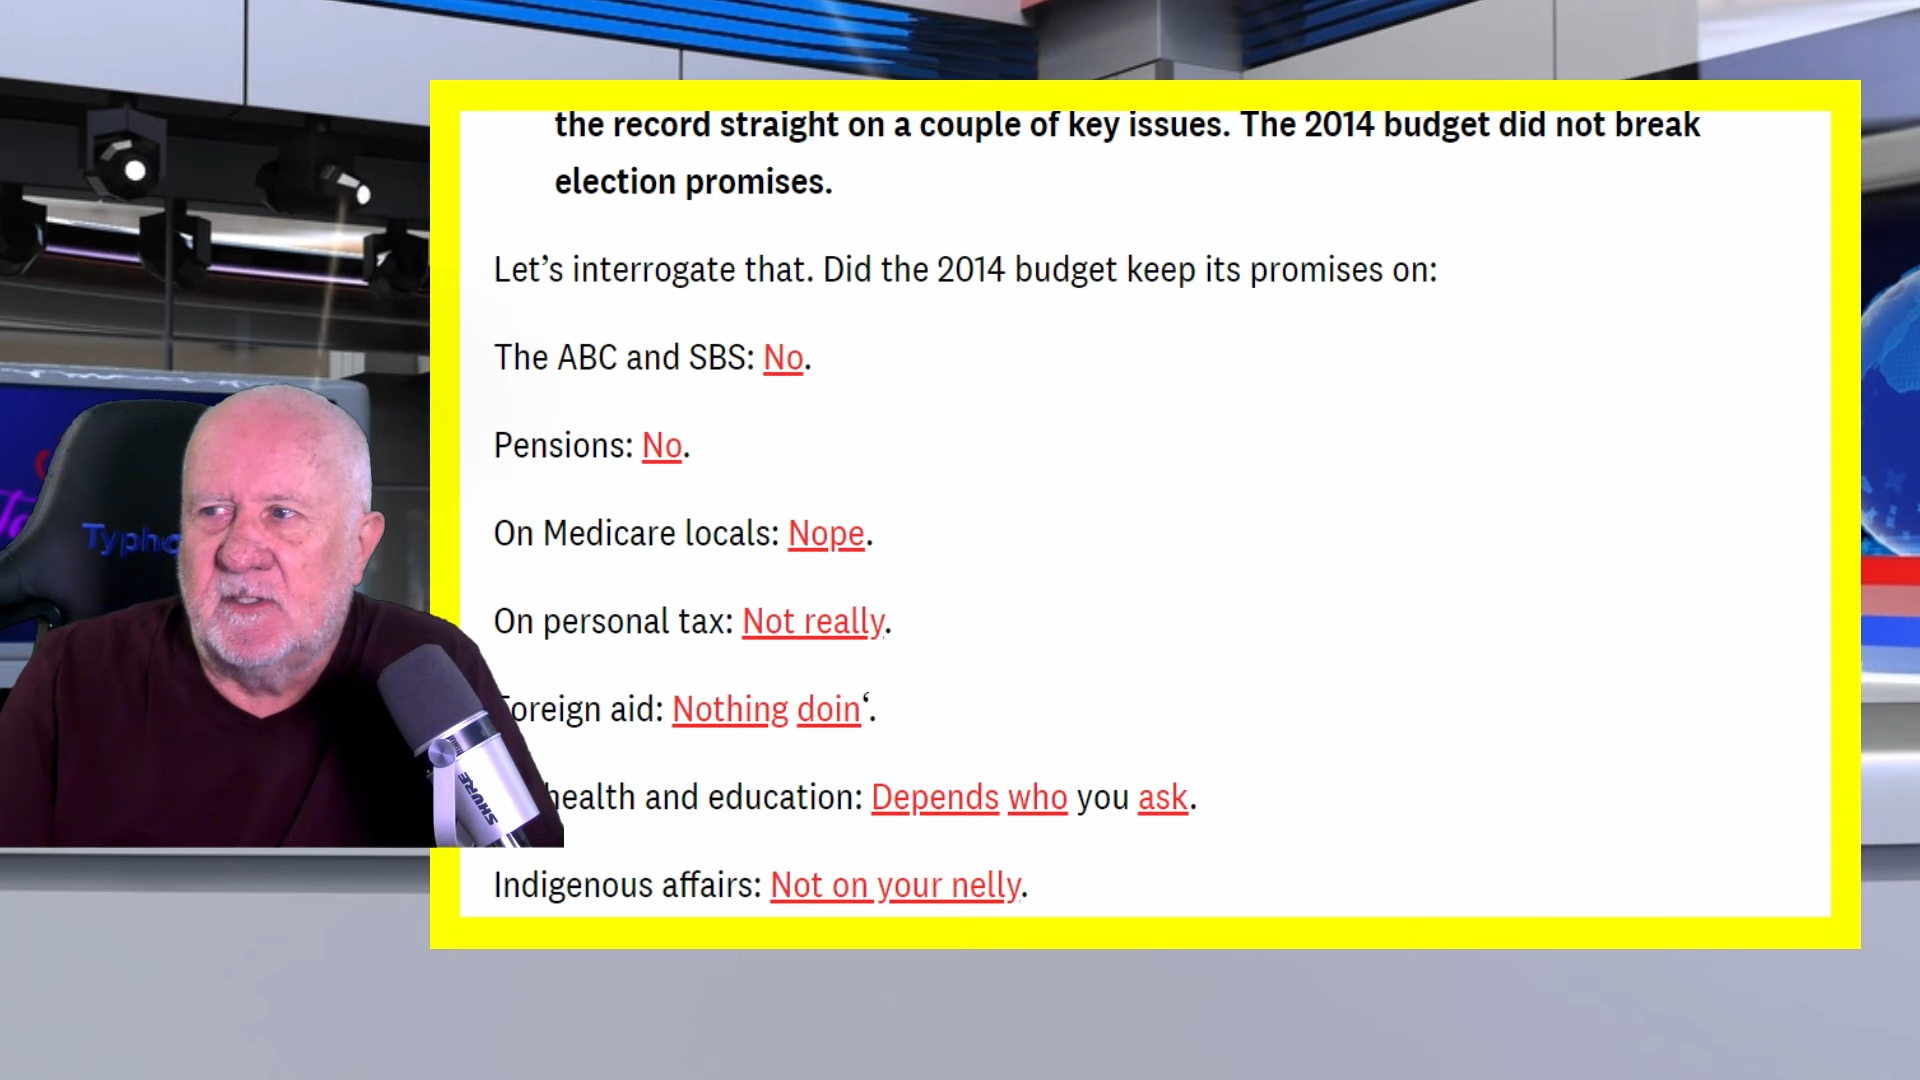 the record straight on a couple of key issues. The 2014 budget did not break
election promises.
Let’s interrogate that. Did the 2014 budget keep its promises on:
The ABC and SBS: No.
Pensions: No.
On Medicare locals: Nope.
On personal tax: Not really.
oreign aid: Nothing doin‘.
health and education: Depends who you ask.
Indigenous affairs: Not on your nelly.
SHURE